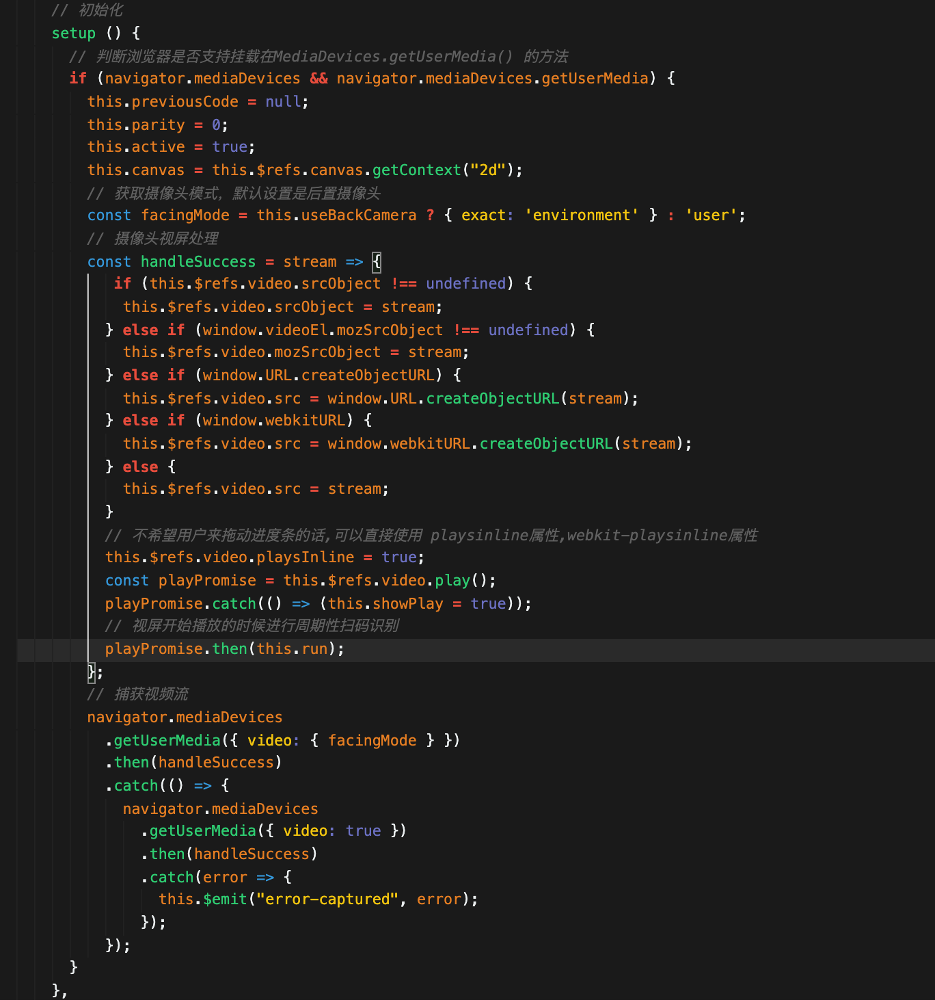 // 初始化
setup () {
// 判断浏览器是否支持挂载在MediaDevices.getUserMedia() 的方法
if (navigator.mediaDevices && navigator.mediaDevices.getUserMedia) {
this.previousCode = null;
this.parity = 0;
this.active = true;
this.canvas = this.$refs.canvas.getContext("2d");
// 获取摄像头模式，默认设置是后置摄像头
const facingMode = this.useBackCamera ? { exact: 'environment' } : 'user';
// 摄像头视屏处理
const handleSuccess = stream => {
if (this.$refs.video.srcObject !== undefined) {
this.$refs.video.srcObject = stream;
} else if (window.videoEl.mozSrcObject !== undefined) {
this.$refs.video.mozSrcObject = stream;
} else if (window.URL.createObjectURL) {
this.$refs.video.src = window.URL.createObjectURL(stream);
} else if (window.webkitURL) {
this.$refs.video.src = window.webkitURL.createObjectURL(stream);
} else {
this.$refs.video.src = stream;
}
// 不希望用户来拖动进度条的话,可以直接使用 playsinline属性,webkit-playsinline属性
this.$refs.video.playsInline = true;
const playPromise = this.$refs.video.play();
playPromise.catch(() => (this.showPlay = true));
// 视屏开始播放的时候进行周期性扫码识别
playPromise.then(this.run);
};
// 捕获视频流
navigator.mediaDevices
.getUserMedia({ video: { facingMode } })
.then(handleSuccess)
.catch(() => {
navigator.mediaDevices
.getUserMedia({ video: true })
.then(handleSuccess)
.catch(error => {
this.$emit("error-captured", error);
});
});
}
},